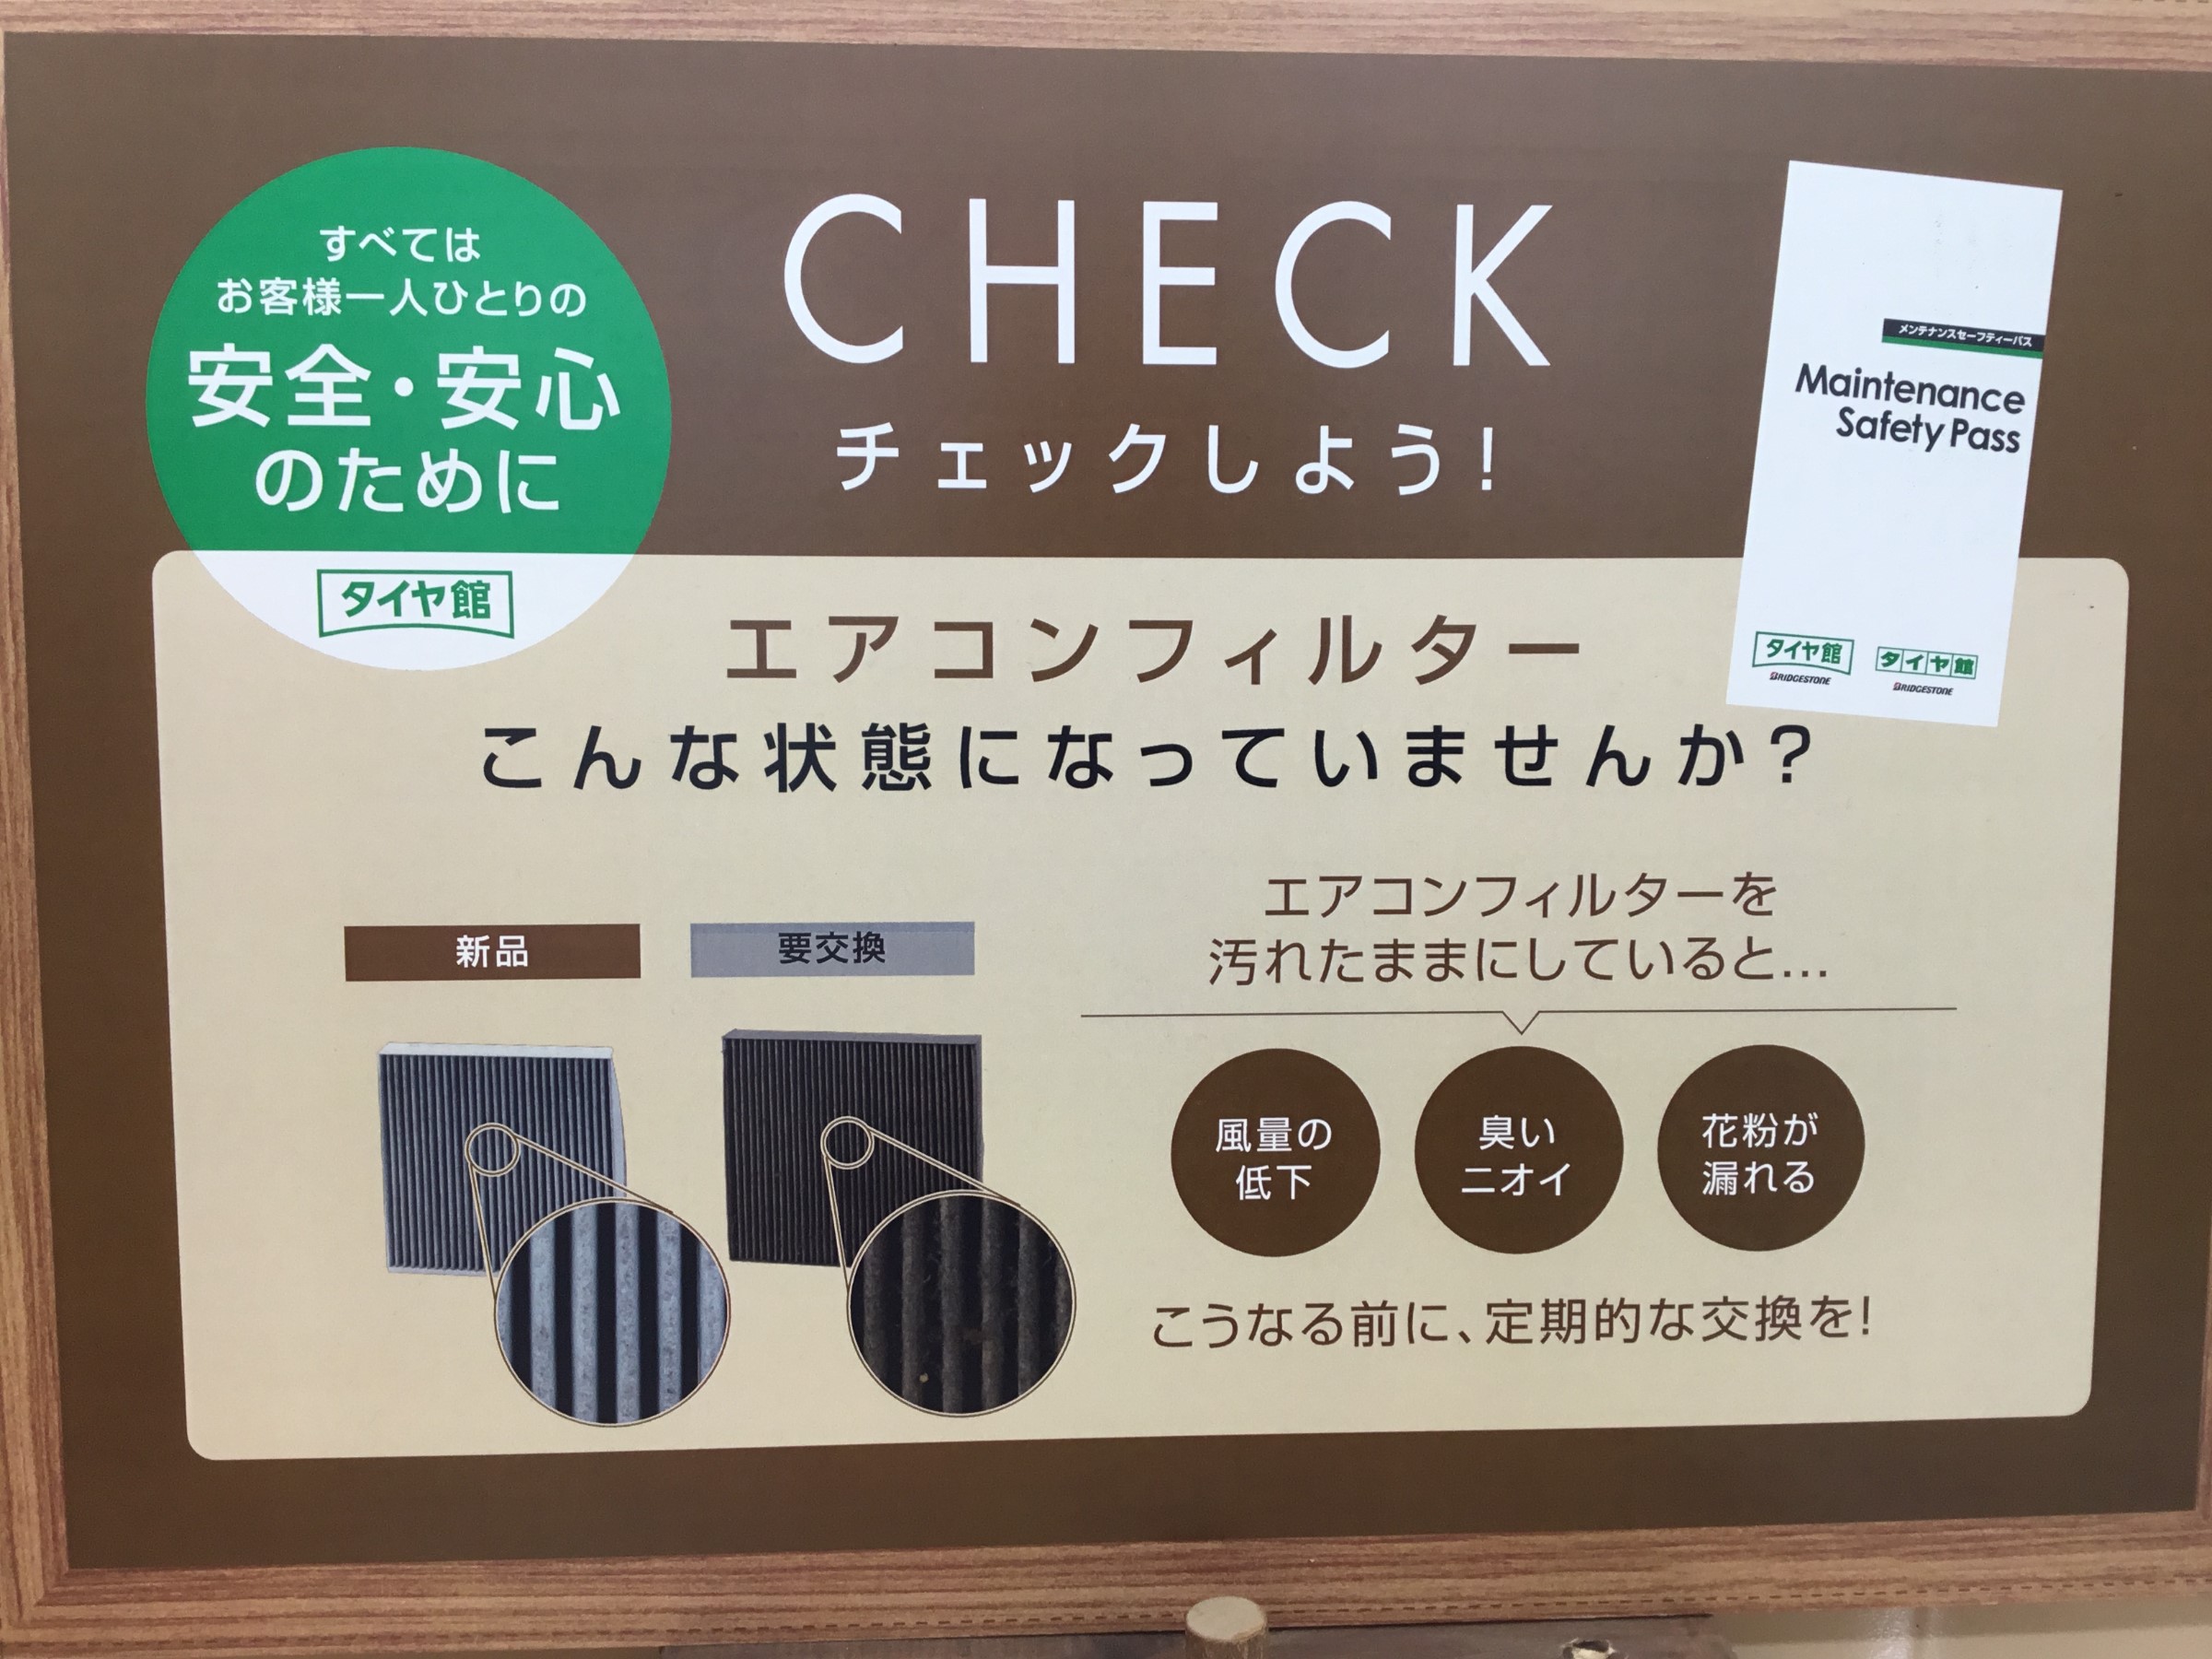 すべては
お客様一人ひとりの
安全・安心
のために
タイヤ館
CHECK
チェックしよう!
メンテナンスセーフティーパス
Maintenance
Safety Pass
タイヤ館
BRIDGESTONE
タイヤ館
BRIDGESTONE
エアコンフィルター
こんな状態になっていませんか?
新品
要交換
エアコンフィルターを
汚れたままにしていると...
風量の
低下
臭い
ニオイ
花粉が
漏れる
こうなる前に、定期的な交換を!